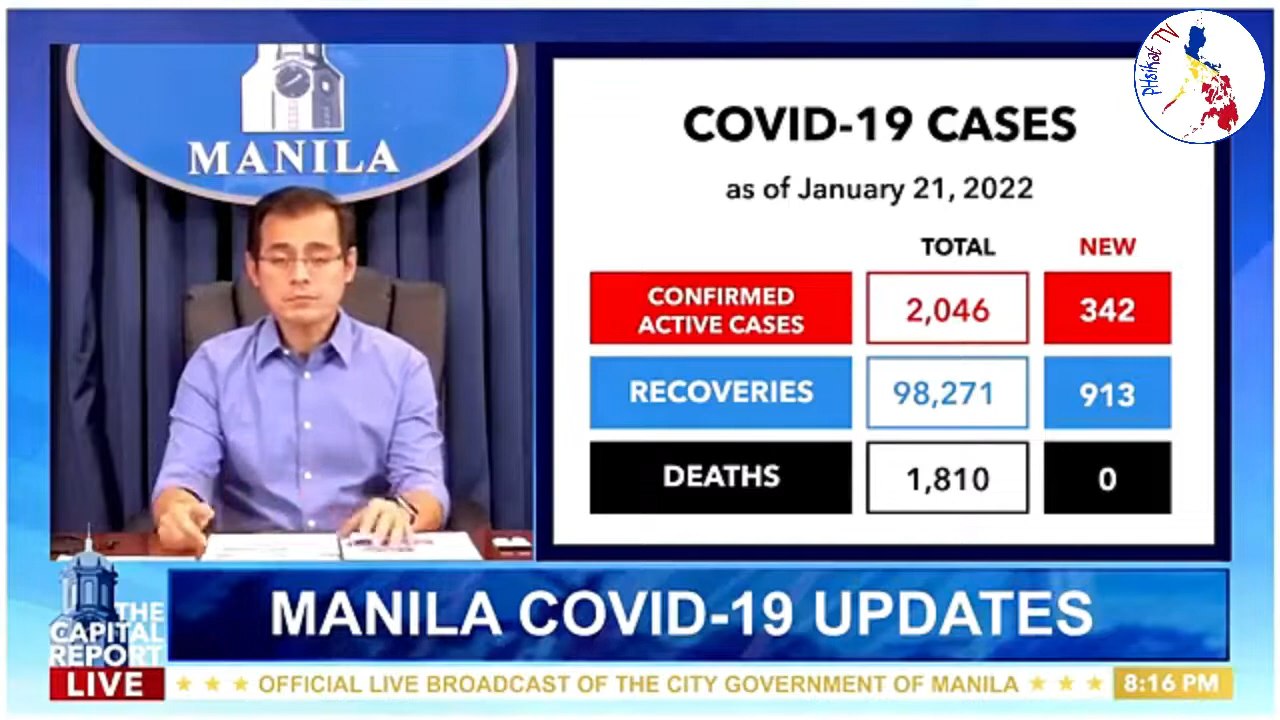 PHsikat TV
MANILA
COVID-19 CASES
as of January 21, 2022
TOTAL NEW
CONFIRMED
ACTIVE CASES
2,046 342
RECOVERIES 98,271 913
DEATHS 1,810 0
THE
CAPITAL
REPORT
MANILA COVID-19 UPDATES
LIVE
OFFICIAL LIVE BROADCAST OF THE CITY GOVERNMENT OF MANILA
8:16 PM